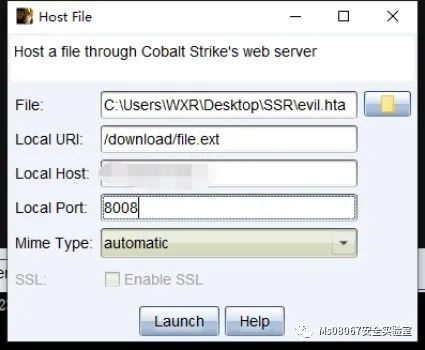 Host File
Host a file through Cobalt Strike's web server
File: C:\Users\WXR\Desktop\SSR\evil.hta
Local URI: /download/file.ext
Local Host:
Local Port: 8008
Mime Type: automatic
SSL: Enable SSL
Launch Help
Ms08067安全实验室